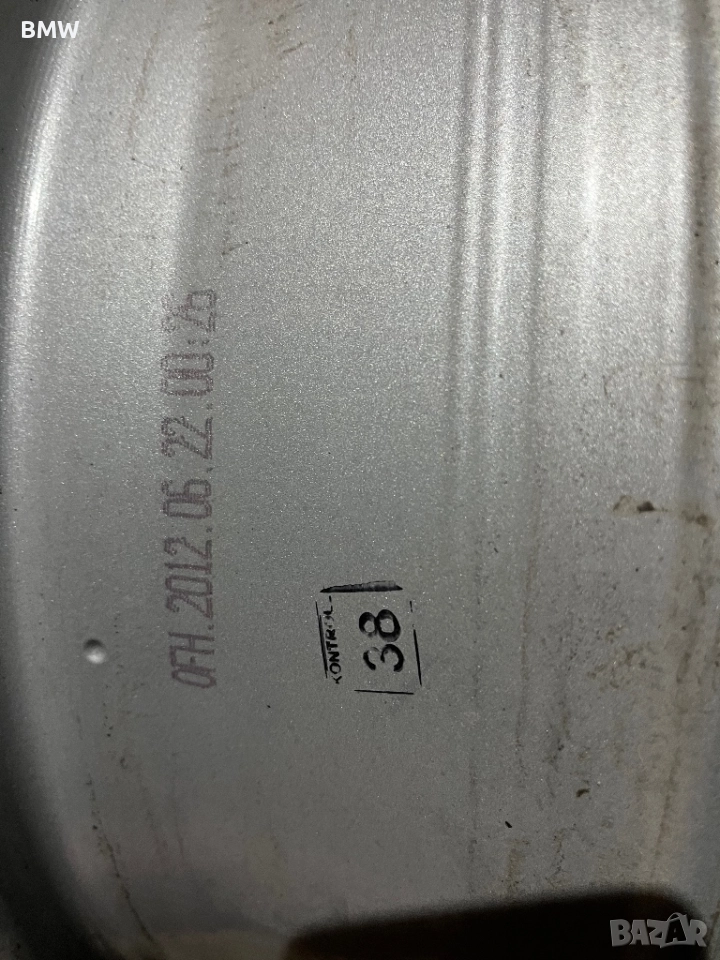 BMW
OFH.2012.06.22.00:26
KONTROL
38
BAZAR